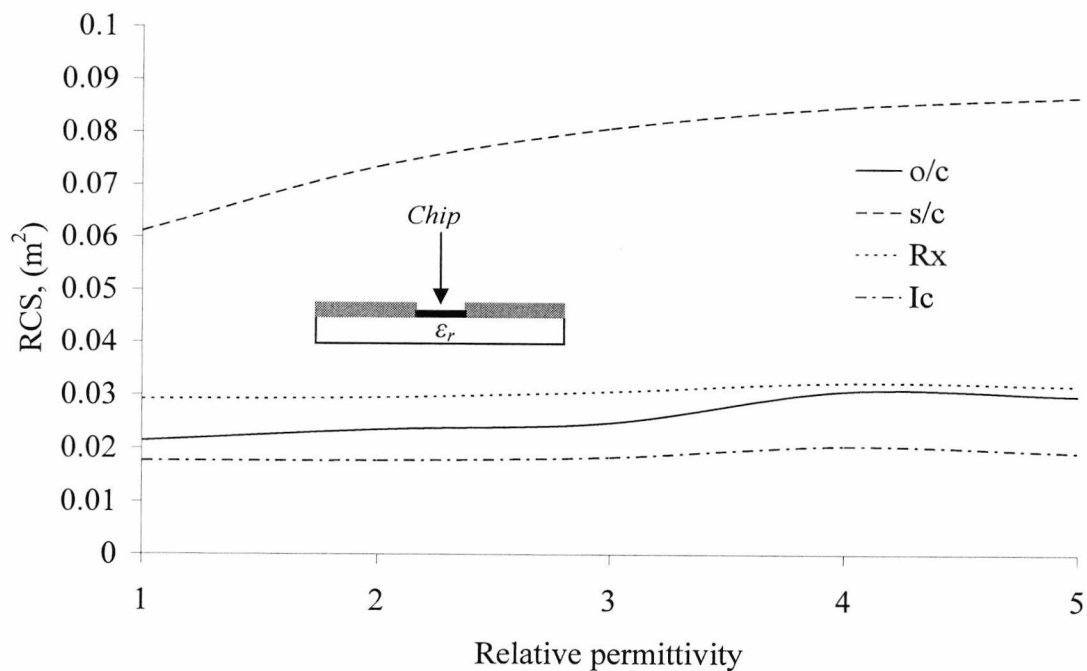 0.1
0.09
0.08
0.07
0.06
0.05
0.04
0.03
0.02
0.01
0
RCS, (m²)
o/c
s/c
Rx
Ic
Chip
εr
1 2 3 4 5
Relative permittivity